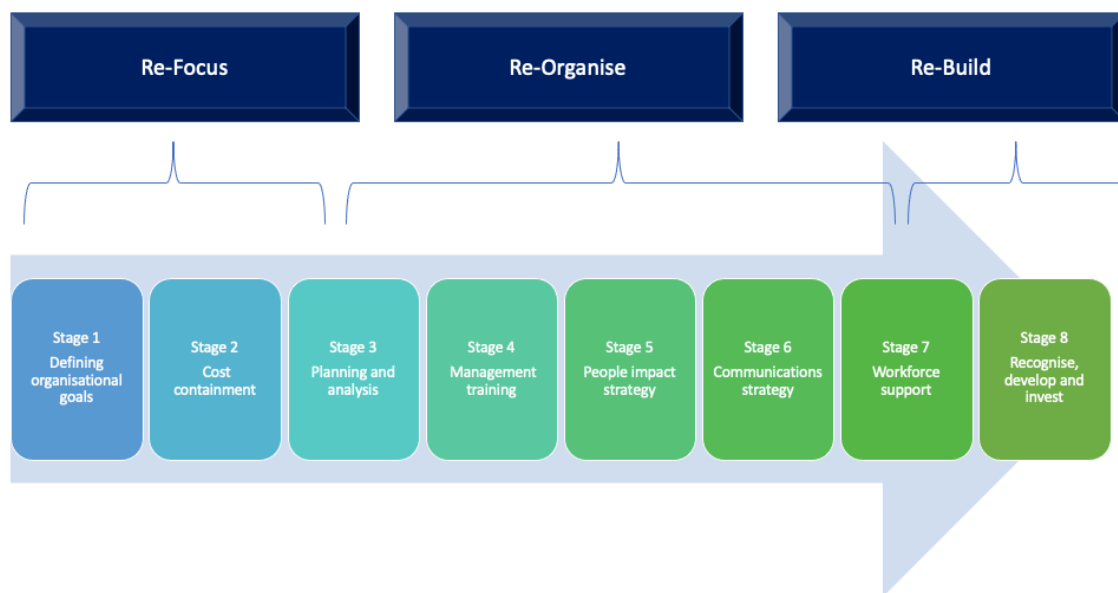 Re-Focus
Re-Organise
Re-Build
Stage 1
Defining
organisational
goals
Stage 2
Cost
containment
Stage 3
Planning and
analysis
Stage 4
Management
training
Stage 5
People impact
strategy
Stage 6
Communications
strategy
Stage 7
Workforce
support
Stage 8
Recognise,
develop and
invest